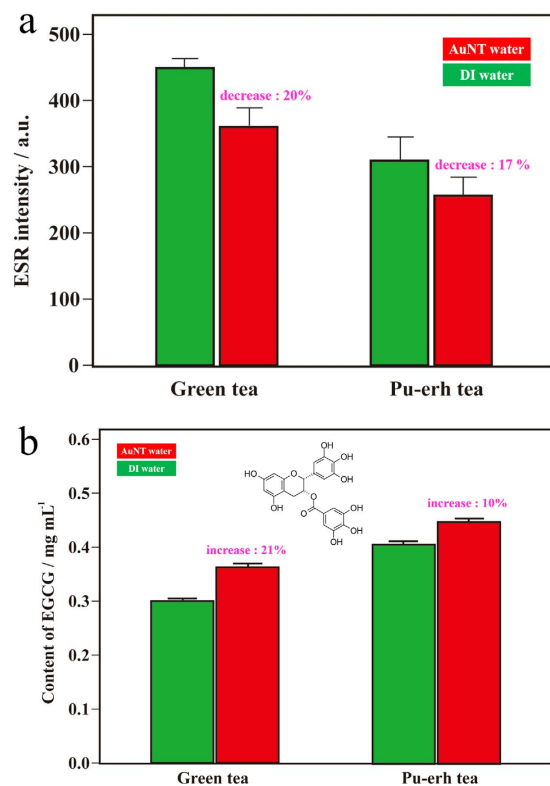 a
500
400
300
200
100
0
ESR intensity / a.u.
AuNT water
DI water
decrease : 20%
decrease : 17 %
Green tea
Pu-erh tea
b
0.6
0.5
0.4
0.3
0.2
0.1
0.0
Content of EGCG / mg mL⁻¹
AuNT water
DI water
OH
OH
OH
HO
O
OH
O
O
OH
OH
OH
increase : 21%
increase : 10%
Green tea
Pu-erh tea